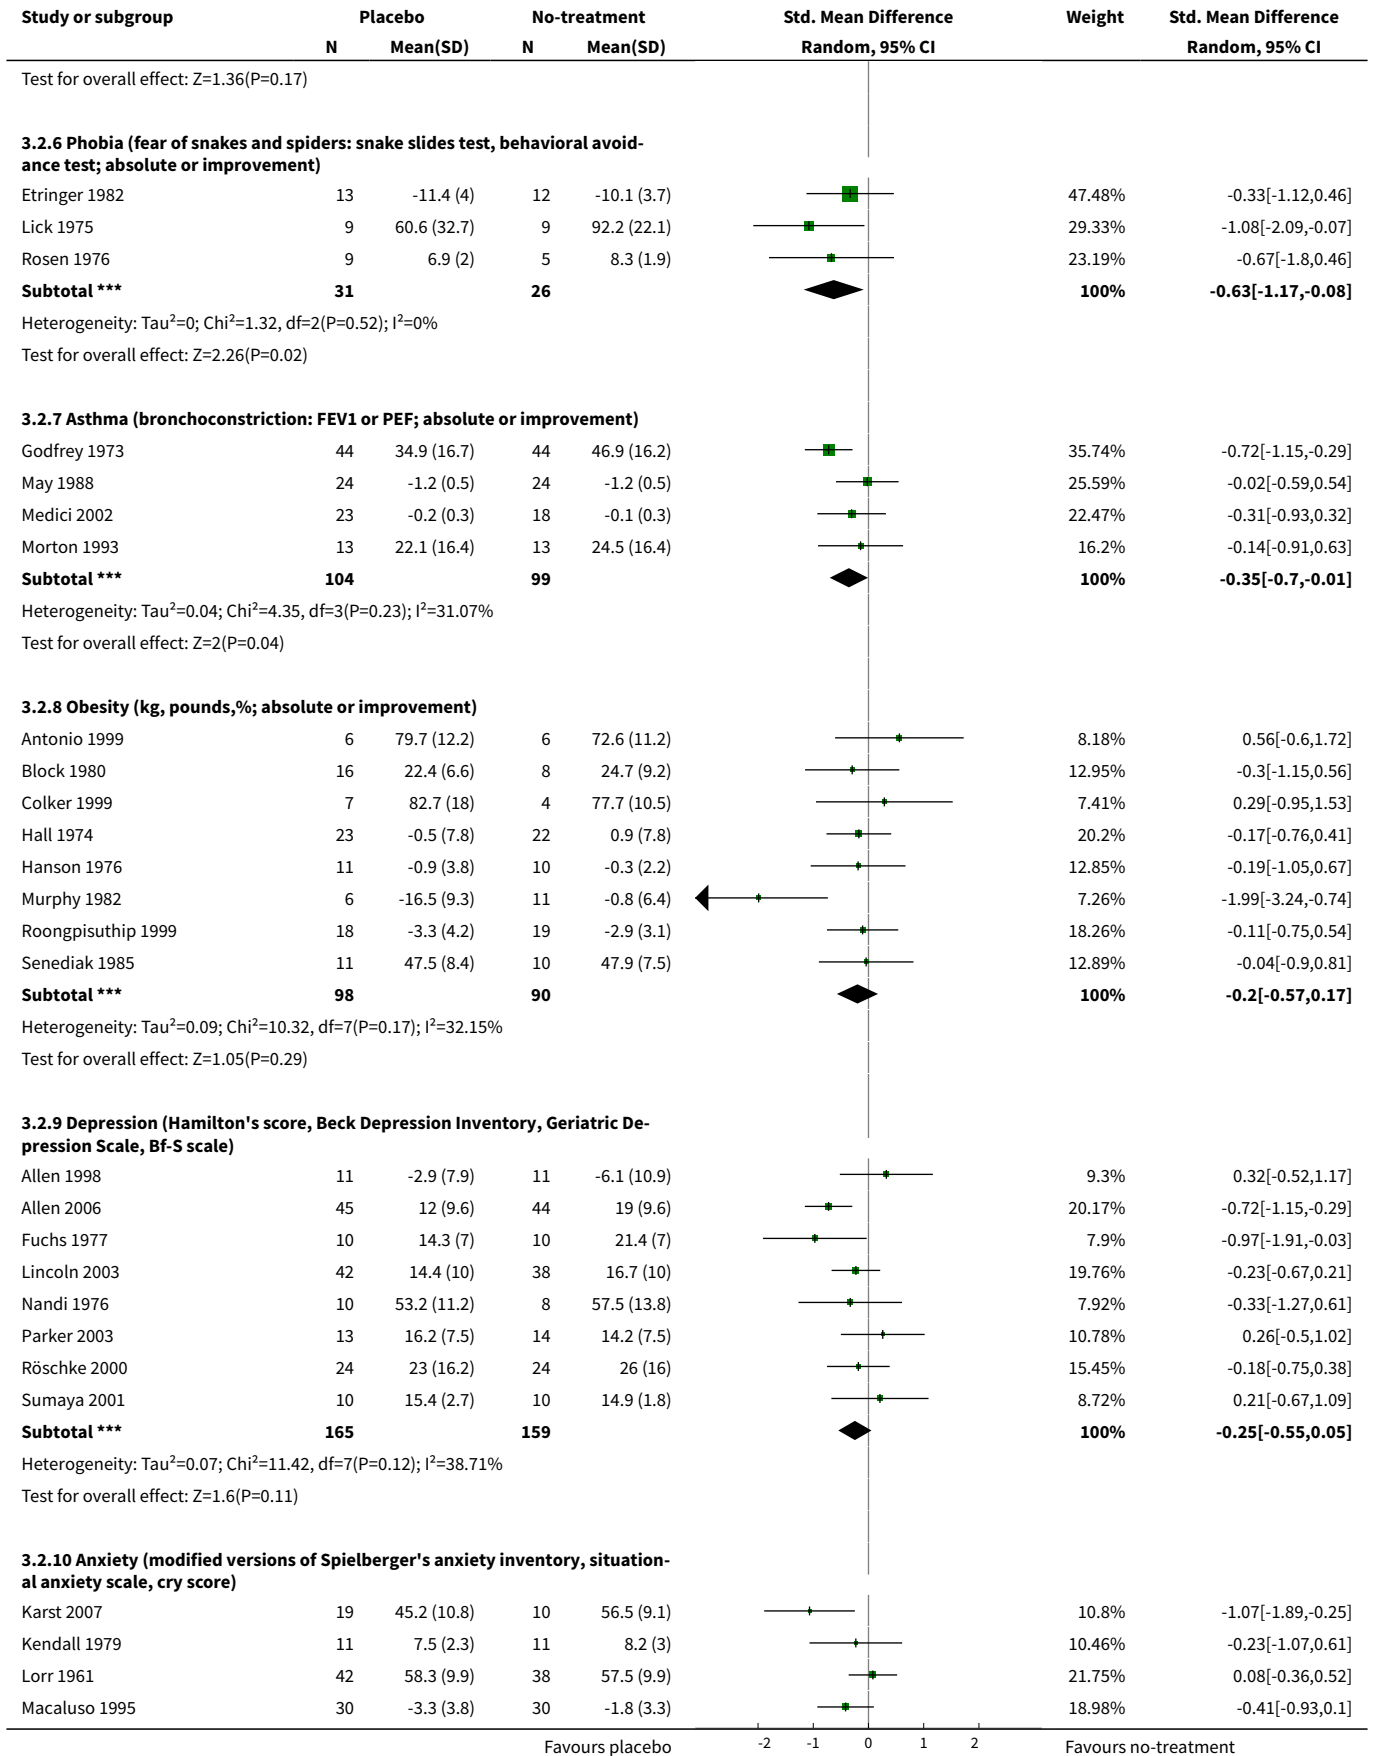 Study or subgroup Placebo No-treatment Std. Mean Difference Weight Std. Mean Difference
N Mean(SD) N Mean(SD) Random, 95% CI Random, 95% CI
Test for overall effect: Z=1.36(P=0.17)
3.2.6 Phobia (fear of snakes and spiders: snake slides test, behavioral avoid-
ance test; absolute or improvement)
Etringer 1982 13 -11.4 (4) 12 -10.1 (3.7) 47.48% -0.33[-1.12,0.46]
Lick 1975 9 60.6 (32.7) 9 92.2 (22.1) 29.33% -1.08[-2.09,-0.07]
Rosen 1976 9 6.9 (2) 5 8.3 (1.9) 23.19% -0.67[-1.8,0.46]
Subtotal *** 31 26 100% -0.63[-1.17,-0.08]
Heterogeneity: Tau²=0; Chi²=1.32, df=2(P=0.52); I²=0%
Test for overall effect: Z=2.26(P=0.02)
3.2.7 Asthma (bronchoconstriction: FEV1 or PEF; absolute or improvement)
Godfrey 1973 44 34.9 (16.7) 44 46.9 (16.2) 35.74% -0.72[-1.15,-0.29]
May 1988 24 -1.2 (0.5) 24 -1.2 (0.5) 25.59% -0.02[-0.59,0.54]
Medici 2002 23 -0.2 (0.3) 18 -0.1 (0.3) 22.47% -0.31[-0.93,0.32]
Morton 1993 13 22.1 (16.4) 13 24.5 (16.4) 16.2% -0.14[-0.91,0.63]
Subtotal *** 104 99 100% -0.35[-0.7,-0.01]
Heterogeneity: Tau²=0.04; Chi²=4.35, df=3(P=0.23); I²=31.07%
Test for overall effect: Z=2(P=0.04)
3.2.8 Obesity (kg, pounds,%; absolute or improvement)
Antonio 1999 6 79.7 (12.2) 6 72.6 (11.2) 8.18% 0.56[-0.6,1.72]
Block 1980 16 22.4 (6.6) 8 24.7 (9.2) 12.95% -0.3[-1.15,0.56]
Colker 1999 7 82.7 (18) 4 77.7 (10.5) 7.41% 0.29[-0.95,1.53]
Hall 1974 23 -0.5 (7.8) 22 0.9 (7.8) 20.2% -0.17[-0.76,0.41]
Hanson 1976 11 -0.9 (3.8) 10 -0.3 (2.2) 12.85% -0.19[-1.05,0.67]
Murphy 1982 6 -16.5 (9.3) 11 -0.8 (6.4) 7.26% -1.99[-3.24,-0.74]
Roongpisuthip 1999 18 -3.3 (4.2) 19 -2.9 (3.1) 18.26% -0.11[-0.75,0.54]
Senediak 1985 11 47.5 (8.4) 10 47.9 (7.5) 12.89% -0.04[-0.9,0.81]
Subtotal *** 98 90 100% -0.2[-0.57,0.17]
Heterogeneity: Tau²=0.09; Chi²=10.32, df=7(P=0.17); I²=32.15%
Test for overall effect: Z=1.05(P=0.29)
3.2.9 Depression (Hamilton's score, Beck Depression Inventory, Geriatric De-
pression Scale, Bf-S scale)
Allen 1998 11 -2.9 (7.9) 11 -6.1 (10.9) 9.3% 0.32[-0.52,1.17]
Allen 2006 45 12 (9.6) 44 19 (9.6) 20.17% -0.72[-1.15,-0.29]
Fuchs 1977 10 14.3 (7) 10 21.4 (7) 7.9% -0.97[-1.91,-0.03]
Lincoln 2003 42 14.4 (10) 38 16.7 (10) 19.76% -0.23[-0.67,0.21]
Nandi 1976 10 53.2 (11.2) 8 57.5 (13.8) 7.92% -0.33[-1.27,0.61]
Parker 2003 13 16.2 (7.5) 14 14.2 (7.5) 10.78% 0.26[-0.5,1.02]
Röschke 2000 24 23 (16.2) 24 26 (16) 15.45% -0.18[-0.75,0.38]
Sumaya 2001 10 15.4 (2.7) 10 14.9 (1.8) 8.72% 0.21[-0.67,1.09]
Subtotal *** 165 159 100% -0.25[-0.55,0.05]
Heterogeneity: Tau²=0.07; Chi²=11.42, df=7(P=0.12); I²=38.71%
Test for overall effect: Z=1.6(P=0.11)
3.2.10 Anxiety (modified versions of Spielberger's anxiety inventory, situation-
al anxiety scale, cry score)
Karst 2007 19 45.2 (10.8) 10 56.5 (9.1) 10.8% -1.07[-1.89,-0.25]
Kendall 1979 11 7.5 (2.3) 11 8.2 (3) 10.46% -0.23[-1.07,0.61]
Lorr 1961 42 58.3 (9.9) 38 57.5 (9.9) 21.75% 0.08[-0.36,0.52]
Macaluso 1995 30 -3.3 (3.8) 30 -1.8 (3.3) 18.98% -0.41[-0.93,0.1]
Favours placebo -2 -1 0 1 2 Favours no-treatment